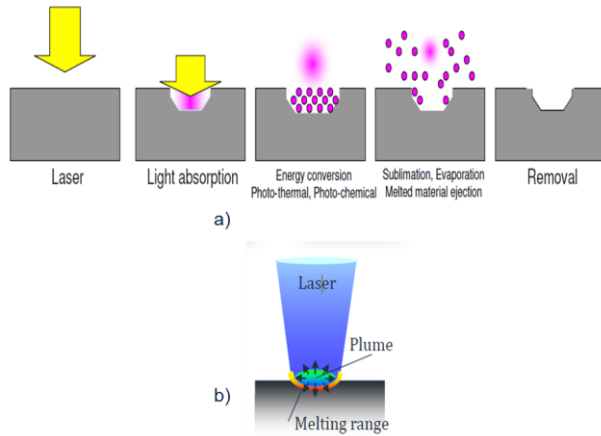 Laser
Light absorption
Energy conversion
Photo-thermal, Photo-chemical
Sublimation, Evaporation
Melted material ejection
Removal
a)
Laser
Plume
b)
Melting range